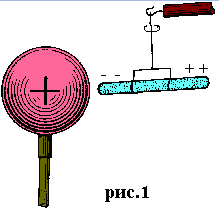 - -
+ +
+
рис.1